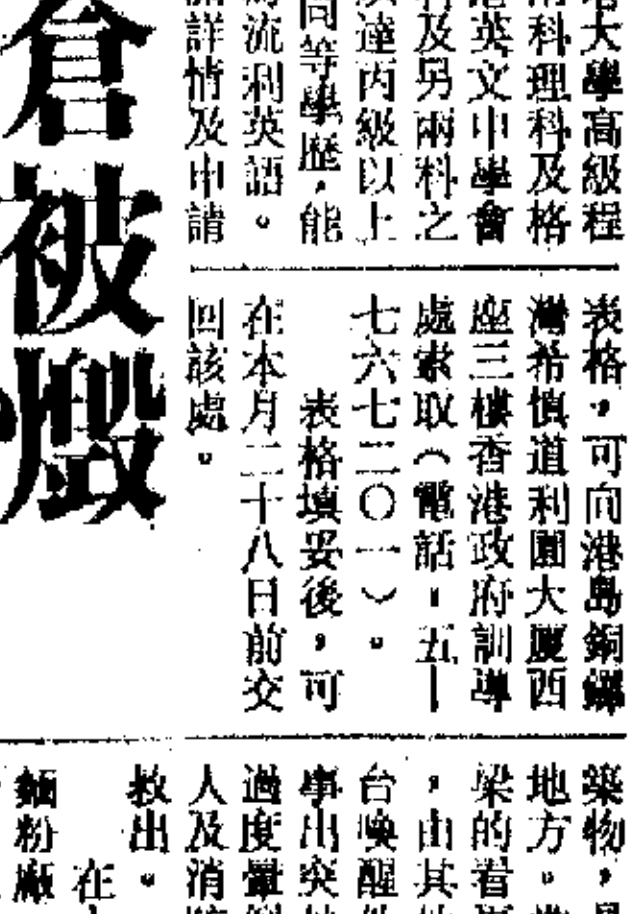 大學高級程
科理科及格
英文中學會
及另兩料之
達丙級以上
同等學歷，能
流利英語。
詳情及申請
表格，可向港島銅鑼
灣希慎道利園大厦西
座三樓香港政府訓導
處索取（電話：五—
七六七二〇一）。
表格填妥後，可
在本月二十八日前交
回該處。
倉被燬
築物，
地方。
梁的看
，由其
台喚醒
事出突
過度暈
人及消
救出。
在
麵粉廠